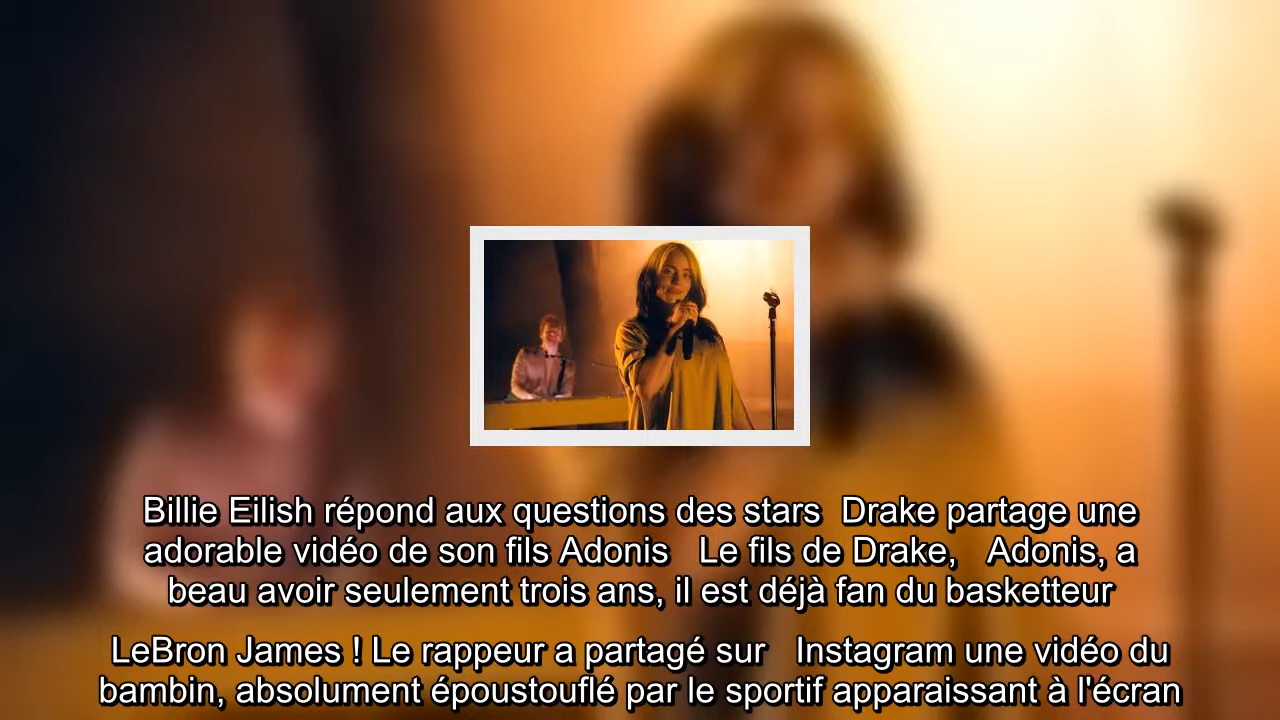 Billie Eilish répond aux questions des stars  Drake partage une
adorable vidéo de son fils Adonis   Le fils de Drake,   Adonis, a
beau avoir seulement trois ans, il est déjà fan du basketteur
LeBron James ! Le rappeur a partagé sur   Instagram une vidéo du
bambin, absolument époustouflé par le sportif apparaissant à l'écran